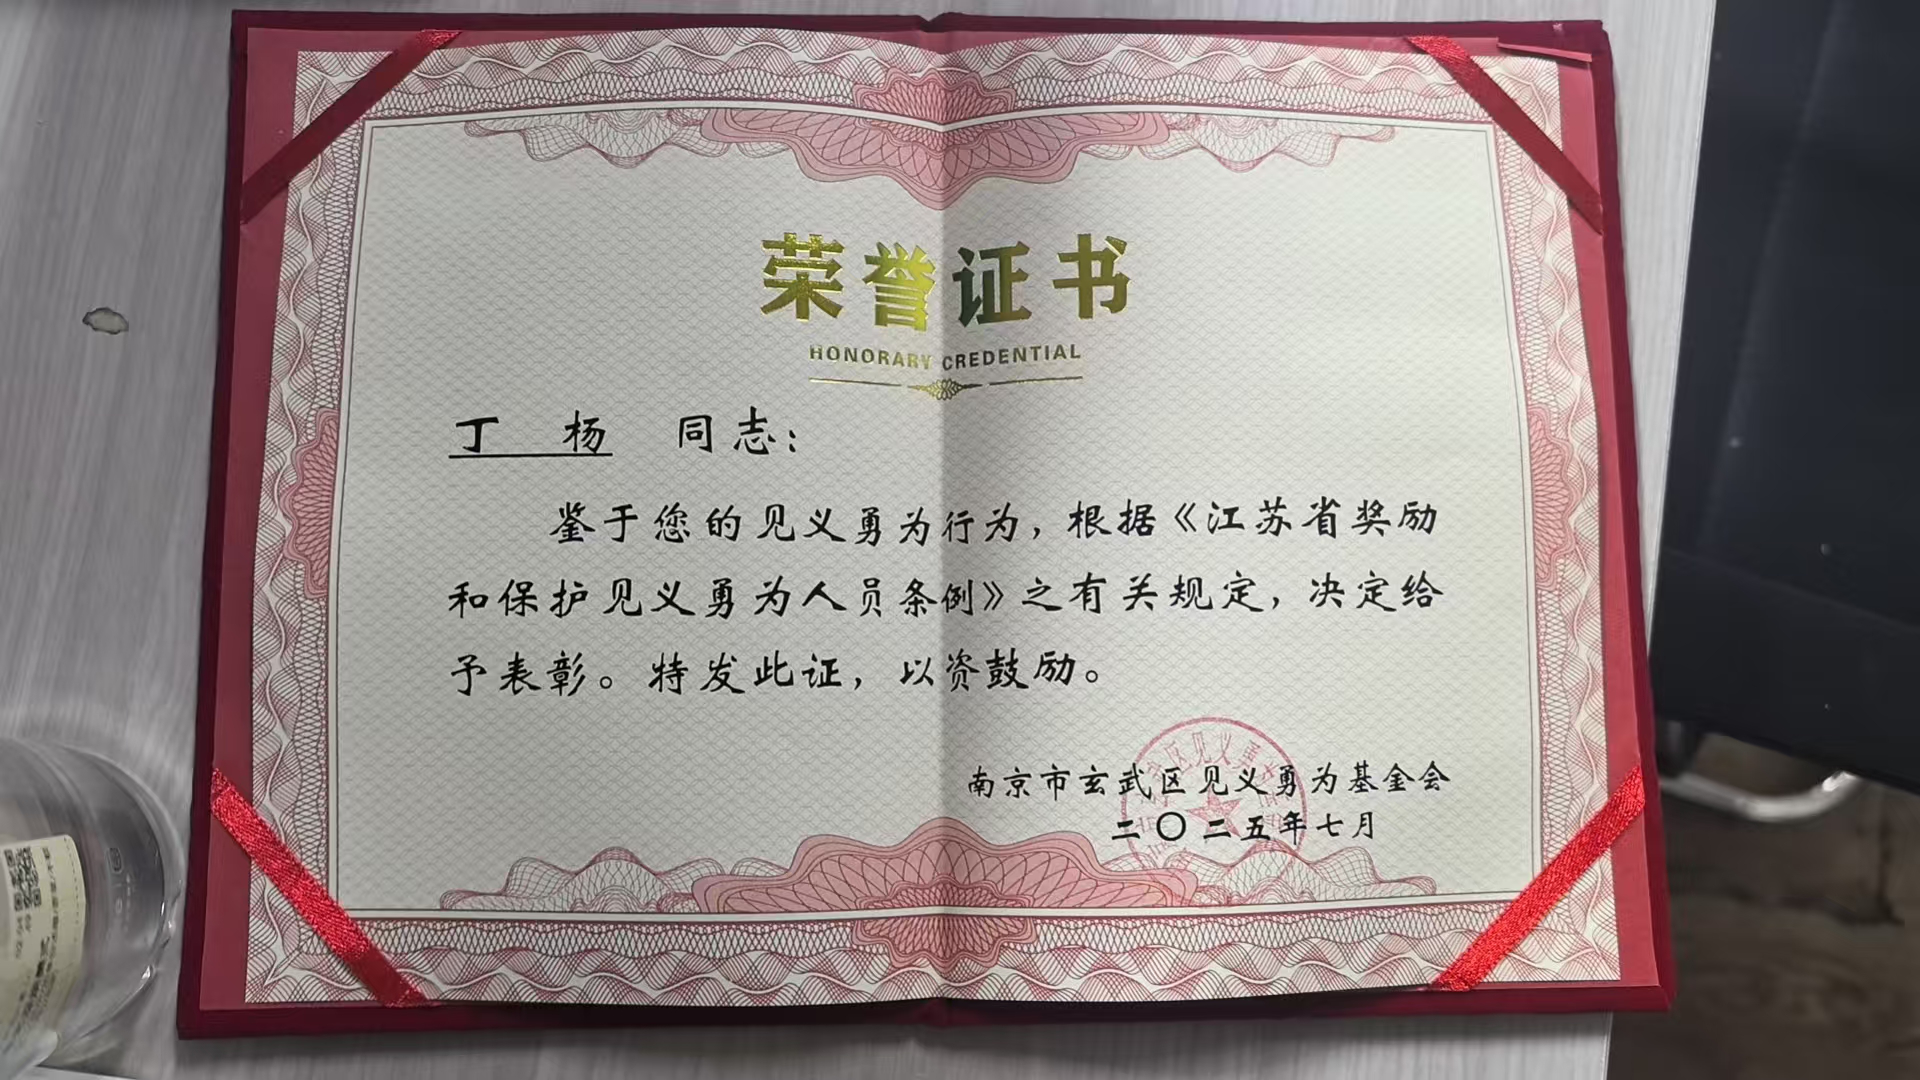 荣誉证书
HONORARY CREDENTIAL
丁 杨 同志：
鉴于您的见义勇为行为，根据《江苏省奖励
和保护见义勇为人员条例》之有关规定，决定给
予表彰。特发此证，以资鼓励。
南京市玄武区见义勇为基金会
二〇二五年七月